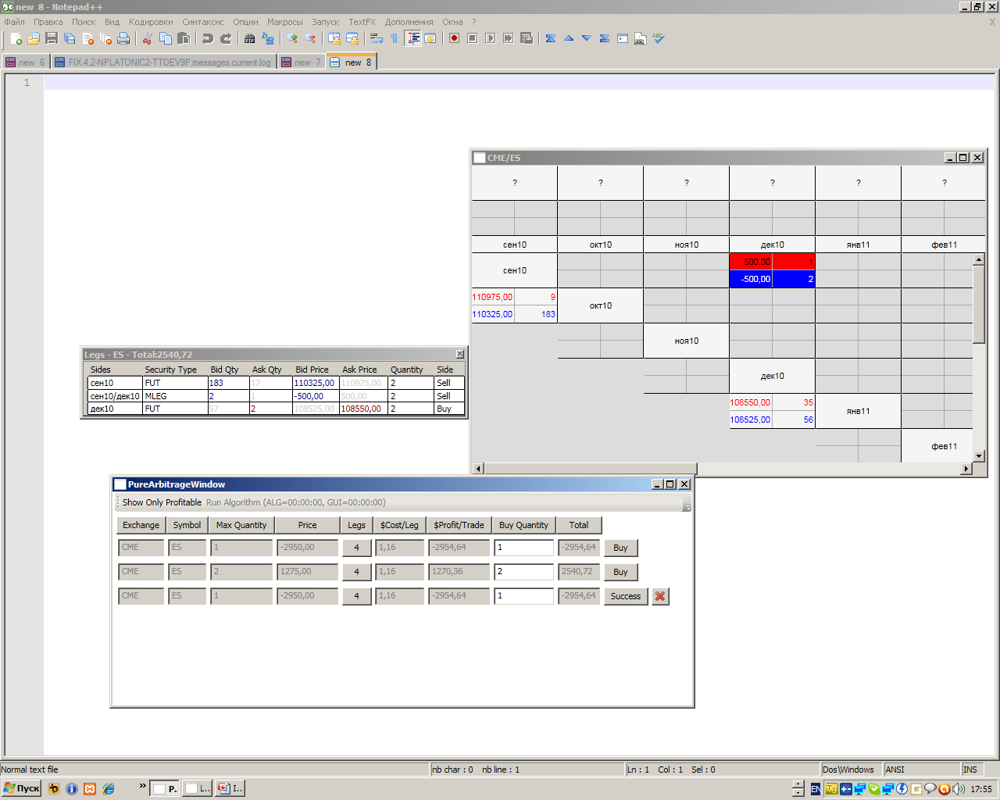 new  8 - Notepad++
Файл Правка Поиск Вид Кодировки Синтаксис Опции Макросы Запуск TextFX Дополнения Окна ? X
new  6 FIX.4.2-NPLATONIC2-TTDEV9P.messages.current.log new  7 new  8
1
CME/ES
? ? ? ? ? ?
сен10 окт10 ноя10 дек10 янв11 фев11
сен10 500,00 1
-500,00 2
110975,00 9 окт10
110325,00 183
ноя10
дек10
108550,00 35 янв11
108525,00 56
фев11
Legs - ES - Total:2540,72
Sides Security Type Bid Qty Ask Qty Bid Price Ask Price Quantity Side
сен10 FUT 183 17 110325,00 110975,00 2 Sell
сен10/дек10 MLEG 2 1 -500,00 500,00 2 Sell
дек10 FUT 57 2 108525,00 108550,00 2 Buy
PureArbitrageWindow
Show Only Profitable Run Algorithm (ALG=00:00:00, GUI=00:00:00)
Exchange Symbol Max Quantity Price Legs $Cost/Leg $Profit/Trade Buy Quantity Total
CME ES 1 -2950,00 4 1,16 -2954,64 1 -2954,64 Buy
CME ES 2 1275,00 4 1,16 1270,36 2 2540,72 Buy
CME ES 1 -2950,00 4 1,16 -2954,64 1 -2954,64 Success
Normal text file nb char : 0 nb line : 1 Ln : 1 Col : 1 Sel : 0 Dos\Windows ANSI INS
Пуск » P. L.. I.. EN 17:55